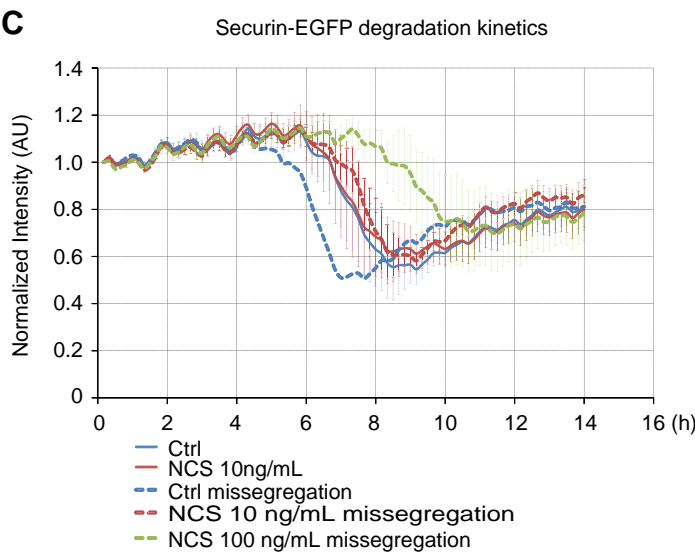 C
Securin-EGFP degradation kinetics
Normalized Intensity (AU)
1.4
1.2
1.0
0.8
0.6
0.4
0.2
0
0 2 4 6 8 10 12 14 16 (h)
Ctrl
NCS 10ng/mL
Ctrl missegregation
NCS 10 ng/mL missegregation
NCS 100 ng/mL missegregation